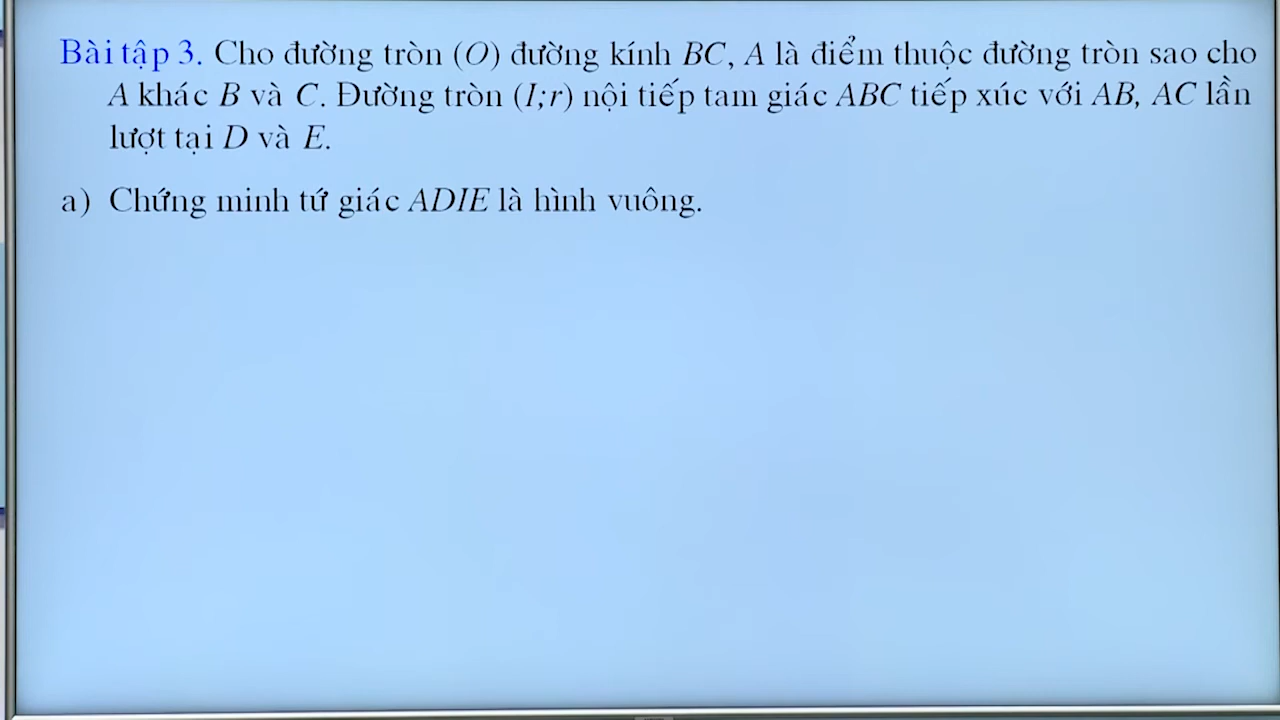 Bài tập 3. Cho đường tròn (O) đường kính BC, A là điểm thuộc đường tròn sao cho
A khác B và C. Đường tròn (I;r) nội tiếp tam giác ABC tiếp xúc với AB, AC lần
lượt tại D và E.
a) Chứng minh tứ giác ADIE là hình vuông.